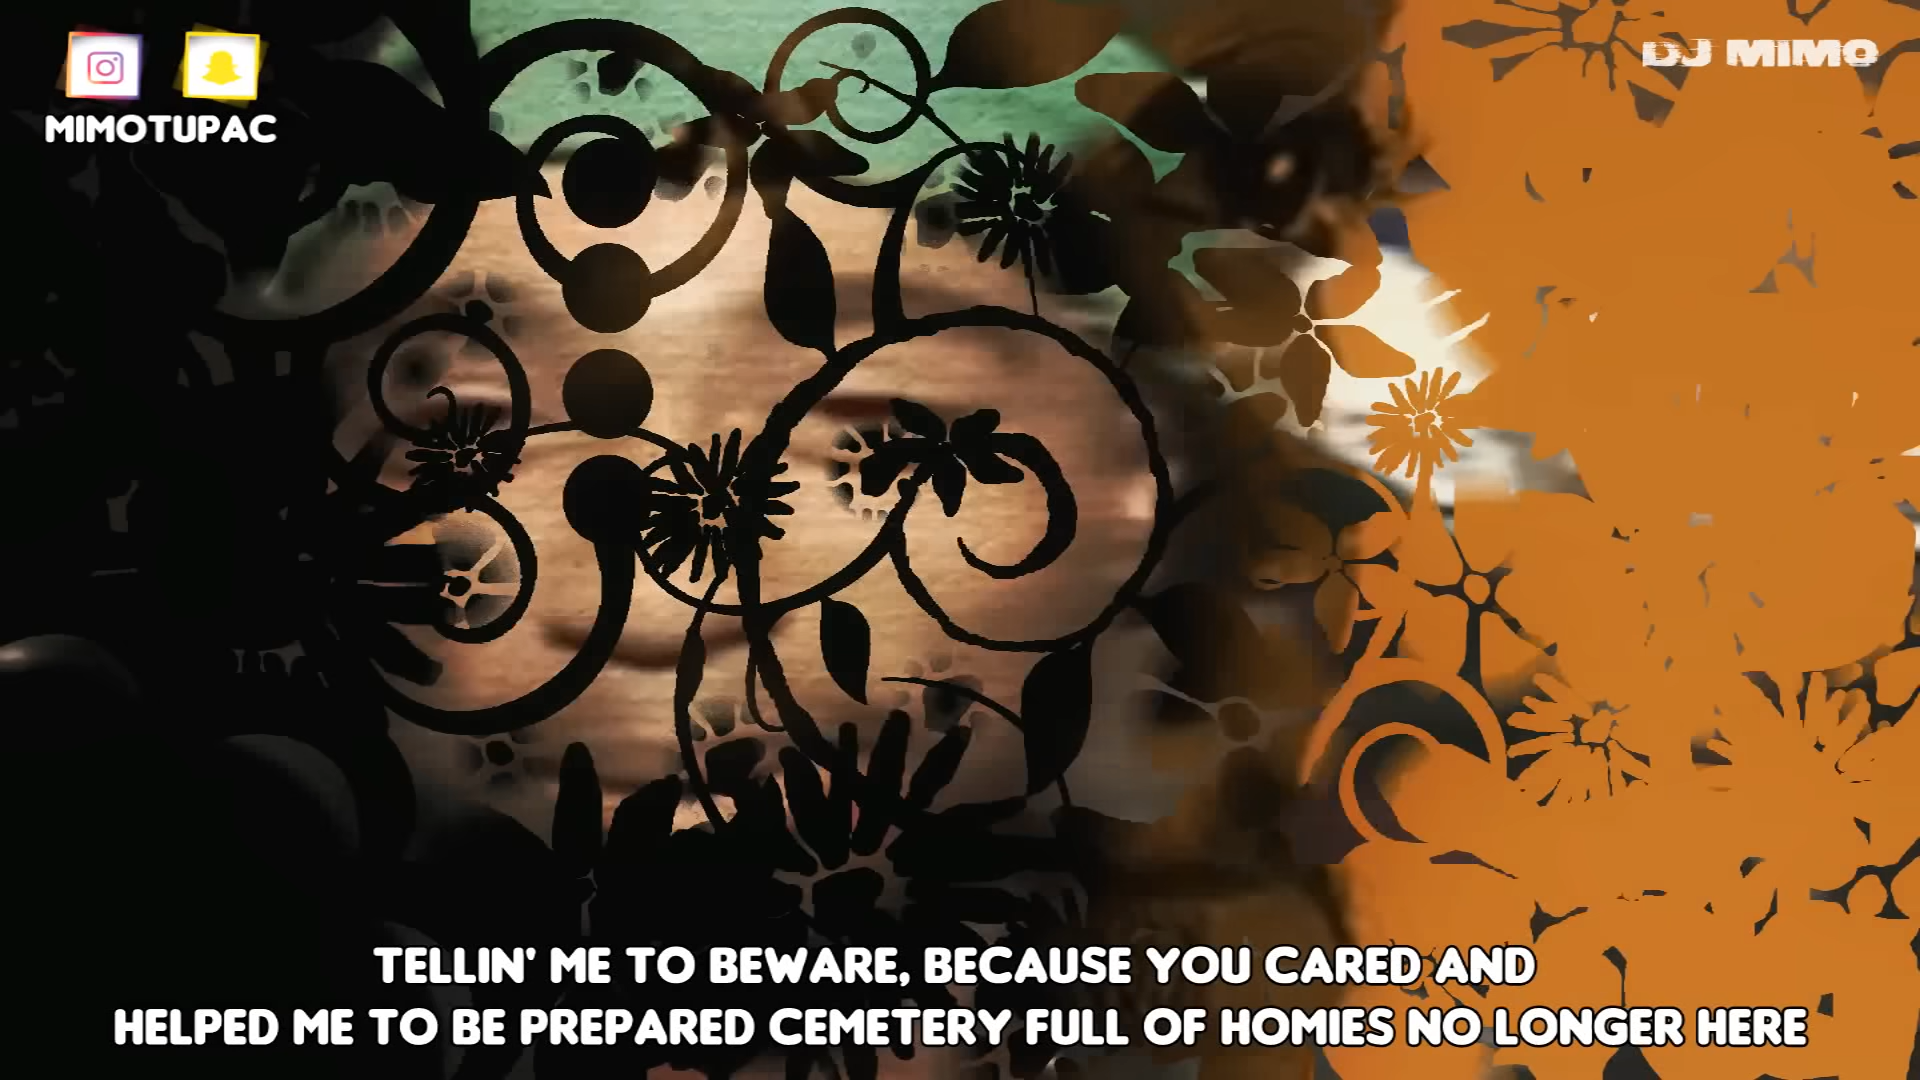 DJ MIMO
MIMOTUPAC
TELLIN' ME TO BEWARE, BECAUSE YOU CARED AND
HELPED ME TO BE PREPARED CEMETERY FULL OF HOMIES NO LONGER HERE